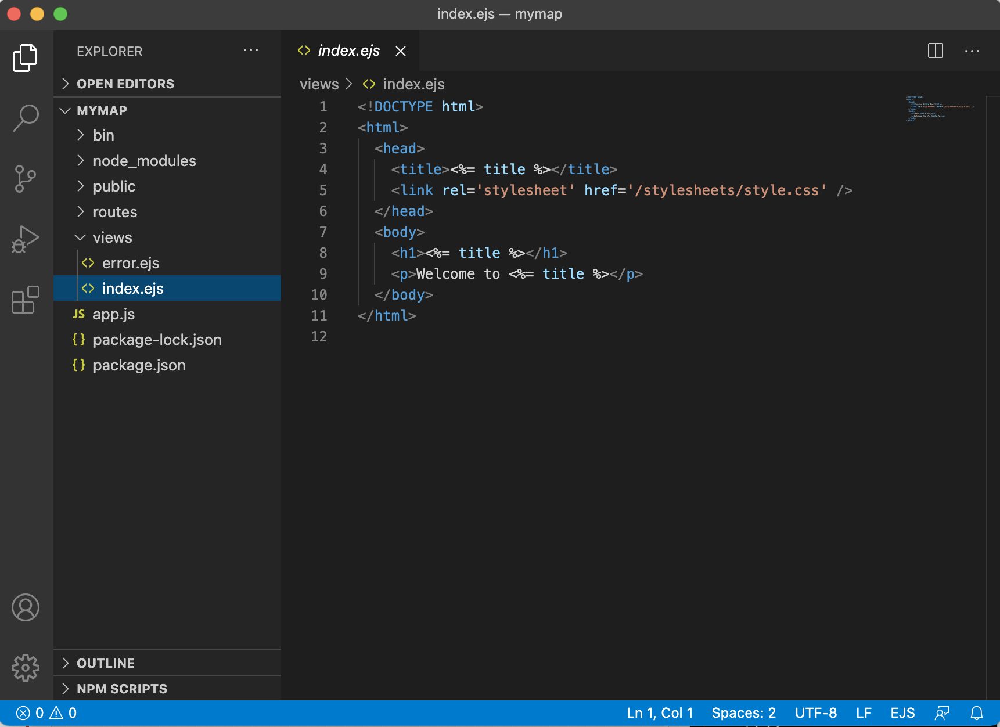 index.ejs — mymap
EXPLORER
OPEN EDITORS
MYMAP
bin
node_modules
public
routes
views
error.ejs
index.ejs
JS app.js
{} package-lock.json
{} package.json
OUTLINE
NPM SCRIPTS
<> index.ejs
views > <> index.ejs
1 <!DOCTYPE html>
2 <html>
3 <head>
4 <title><%= title %></title>
5 <link rel='stylesheet' href='/stylesheets/style.css' />
6 </head>
7 <body>
8 <h1><%= title %></h1>
9 <p>Welcome to <%= title %></p>
10 </body>
11 </html>
12
0 0
Ln 1, Col 1 Spaces: 2 UTF-8 LF EJS